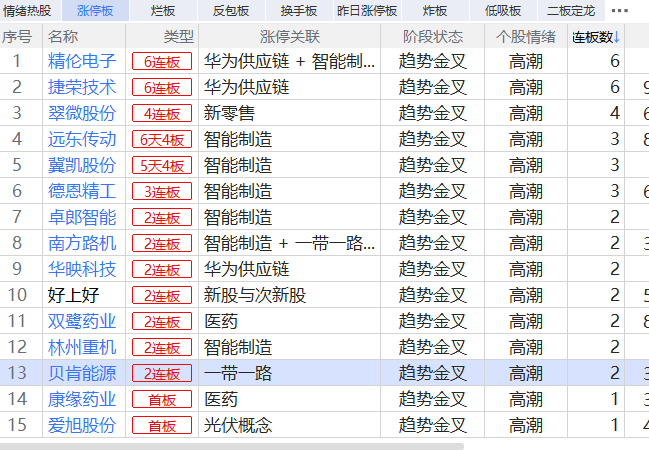 情绪热股 涨停板 烂板 反包板 换手板 昨日涨停板 炸板 低吸板 二板定龙 •••
序号 名称 类型 涨停关联 阶段状态 个股情绪 连板数↓
1 精伦电子 6连板 华为供应链 + 智能制... 趋势金叉 高潮 6
2 捷荣技术 6连板 华为供应链 趋势金叉 高潮 6 9
3 翠微股份 4连板 新零售 趋势金叉 高潮 4 6
4 远东传动 6天4板 智能制造 趋势金叉 高潮 3 8
5 冀凯股份 5天4板 智能制造 趋势金叉 高潮 3
6 德恩精工 3连板 智能制造 趋势金叉 高潮 3 6
7 卓郎智能 2连板 智能制造 趋势金叉 高潮 2
8 南方路机 2连板 智能制造 + 一带一路... 趋势金叉 高潮 2 3
9 华映科技 2连板 华为供应链 趋势金叉 高潮 2
10 好上好 2连板 新股与次新股 趋势金叉 高潮 2 5
11 双鹭药业 2连板 医药 趋势金叉 高潮 2 8
12 林州重机 2连板 智能制造 趋势金叉 高潮 2
13 贝肯能源 2连板 一带一路 趋势金叉 高潮 2 3
14 康缘药业 首板 医药 趋势金叉 高潮 1 3
15 爱旭股份 首板 光伏概念 趋势金叉 高潮 1 4